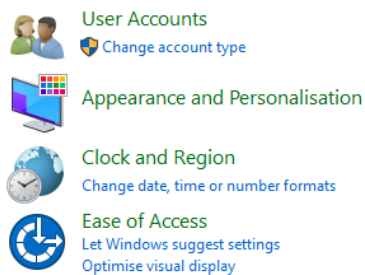 User Accounts
Change account type
Appearance and Personalisation
Clock and Region
Change date, time or number formats
Ease of Access
Let Windows suggest settings
Optimise visual display